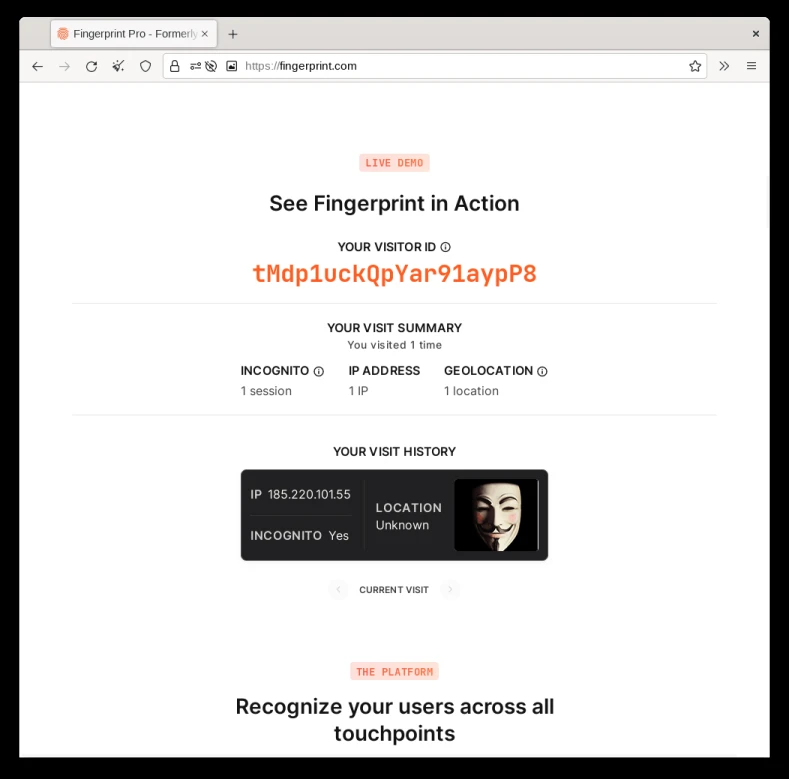 Fingerprint Pro - Formerly
https://fingerprint.com
LIVE DEMO
See Fingerprint in Action
YOUR VISITOR ID
tMdp1uckQpYar91aypP8
YOUR VISIT SUMMARY
You visited 1 time
INCOGNITO IP ADDRESS GEOLOCATION
1 session 1 IP 1 location
YOUR VISIT HISTORY
IP 185.220.101.55
INCOGNITO Yes
LOCATION
Unknown
CURRENT VISIT
THE PLATFORM
Recognize your users across all
touchpoints